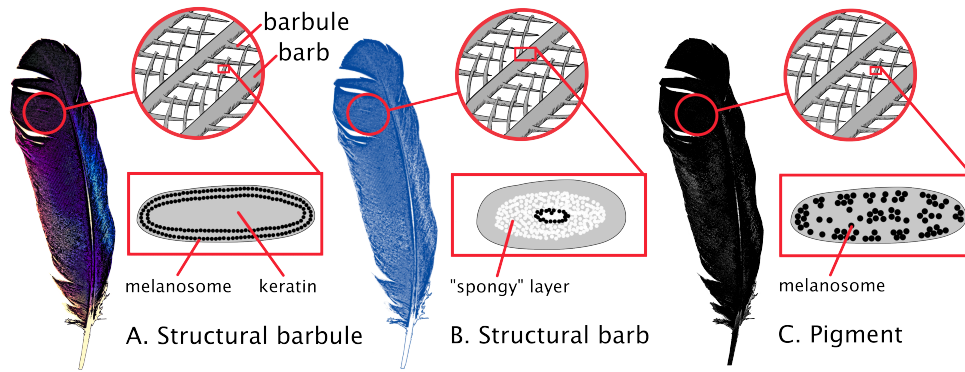 barbule
barb
melanosome
keratin
"spongy" layer
melanosome
A. Structural barbule
B. Structural barb
C. Pigment